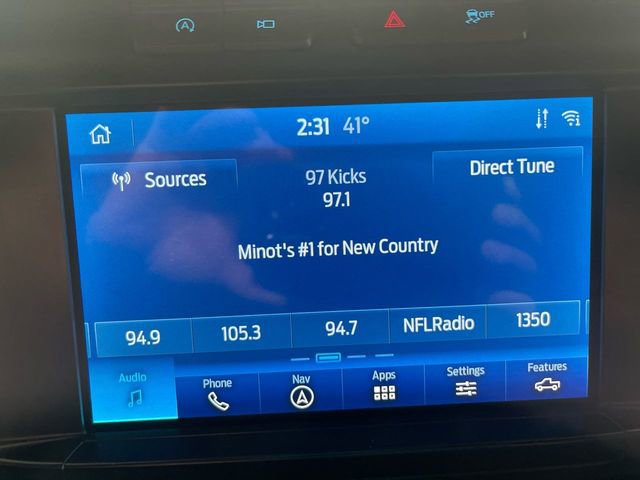 A
OFF
2:31 41°
Sources
97 Kicks
97.1
Direct Tune
Minot's #1 for New Country
94.9 105.3 94.7 NFLRadio 1350
Audio Phone Nav Apps Settings Features